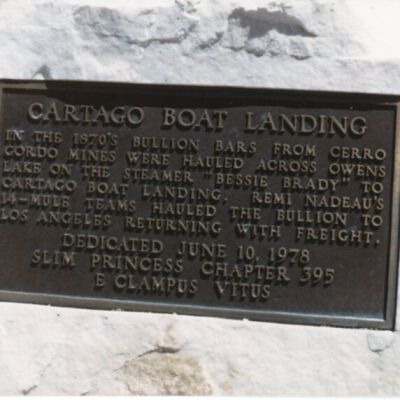 CARTAGO BOAT LANDING
IN THE 1870'S BULLION BARS FROM CERRO
GORDO MINES WERE HAULED ACROSS OWENS
LAKE ON THE STEAMER "BESSIE BRADY" TO
CARTAGO BOAT LANDING. REMI NADEAU'S
14-MULE TEAMS HAULED THE BULLION TO
LOS ANGELES RETURNING WITH FREIGHT.
DEDICATED JUNE 10, 1978
SLIM PRINCESS CHAPTER 395
E CLAMPUS VITUS